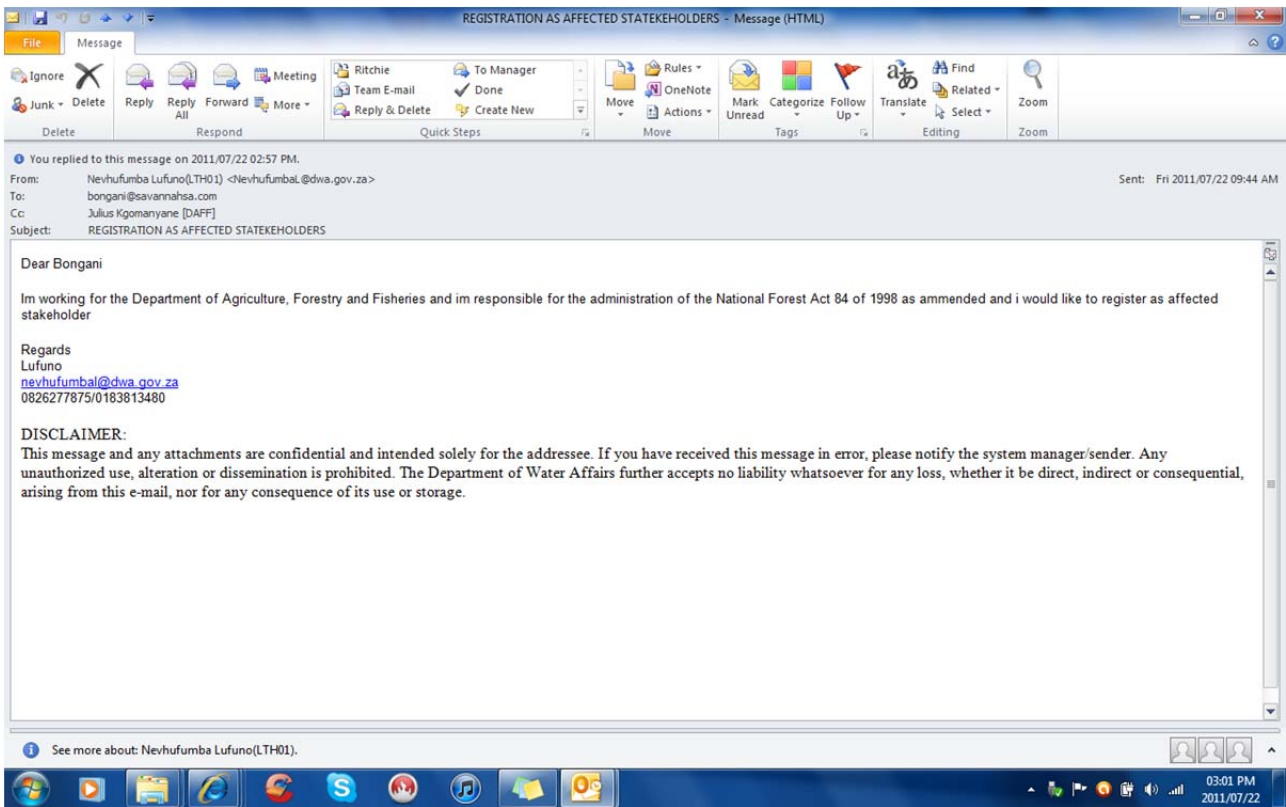 REGISTRATION AS AFFECTED STATEKEHOLDERS - Message (HTML)
File Message
Ignore
Junk
Delete
Reply
Reply All
Forward
Meeting
More
Ritchie
Team E-mail
Reply & Delete
To Manager
Done
Create New
Move
Rules
OneNote
Actions
Mark Unread
Categorize
Follow Up
Translate
Find
Related
Select
Zoom
Delete Respond Quick Steps Move Tags Editing Zoom
You replied to this message on 2011/07/22 02:57 PM.
From: Nevhufumba Lufuno(LTH01) <NevhufumbaL@dwa.gov.za> Sent: Fri 2011/07/22 09:44 AM
To: bongani@savannahsa.com
Cc: Julius Kgomanyane [DAFF]
Subject: REGISTRATION AS AFFECTED STATEKEHOLDERS
Dear Bongani
Im working for the Department of Agriculture, Forestry and Fisheries and im responsible for the administration of the National Forest Act 84 of 1998 as ammended and i would like to register as affected
stakeholder
Regards
Lufuno
nevhufumbal@dwa.gov.za
0826277875/0183813480
DISCLAIMER:
This message and any attachments are confidential and intended solely for the addressee. If you have received this message in error, please notify the system manager/sender. Any
unauthorized use, alteration or dissemination is prohibited. The Department of Water Affairs further accepts no liability whatsoever for any loss, whether it be direct, indirect or consequential,
arising from this e-mail, nor for any consequence of its use or storage.
See more about: Nevhufumba Lufuno(LTH01).
03:01 PM
2011/07/22